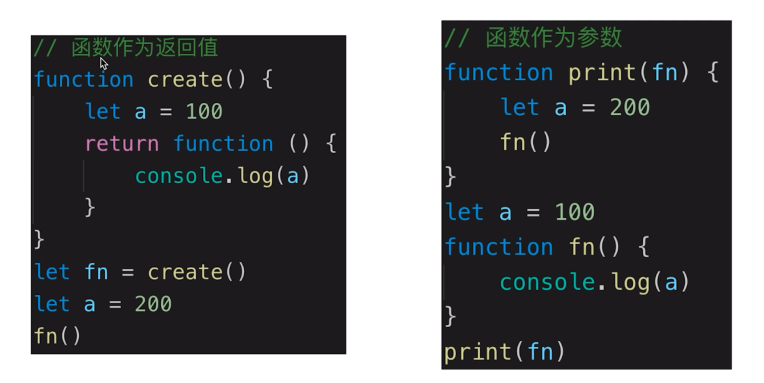 // 函数作为返回值
function create() {
    let a = 100
    return function () {
        console.log(a)
    }
}
let fn = create()
let a = 200
fn()
// 函数作为参数
function print(fn) {
    let a = 200
    fn()
}
let a = 100
function fn() {
    console.log(a)
}
print(fn)